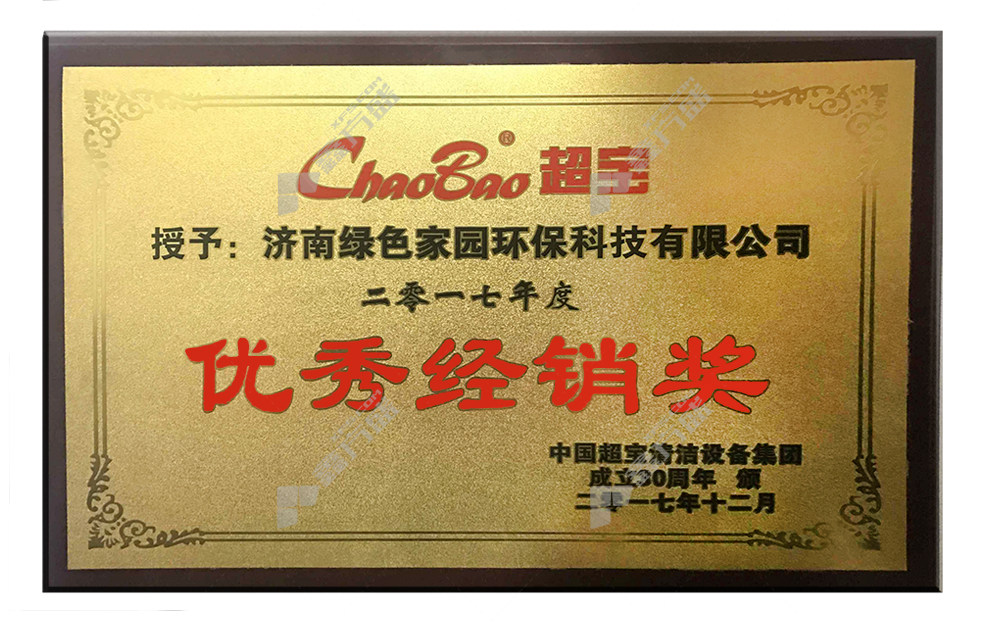 ChaoBao® 超宝
授予：济南绿色家园环保科技有限公司
二零一七年度
优秀经销奖
中国超宝清洁设备集团
成立30周年 颁
二零一七年十二月